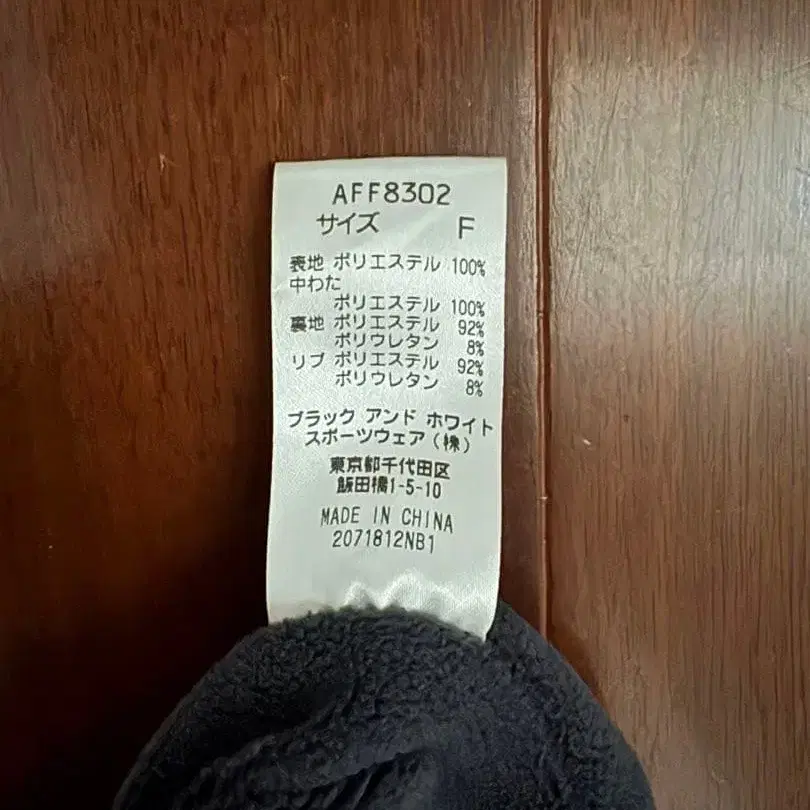 AFF8302
サイズ F
表地 ポリエステル 100%
中わた
ポリエステル 100%
裏地 ポリエステル 92%
ポリウレタン 8%
リブ ポリエステル 92%
ポリウレタン 8%
ブラック アンド ホワイト
スポーツウェア(株)
東京都千代田区
飯田橋1-5-10
MADE IN CHINA
2071812NB1